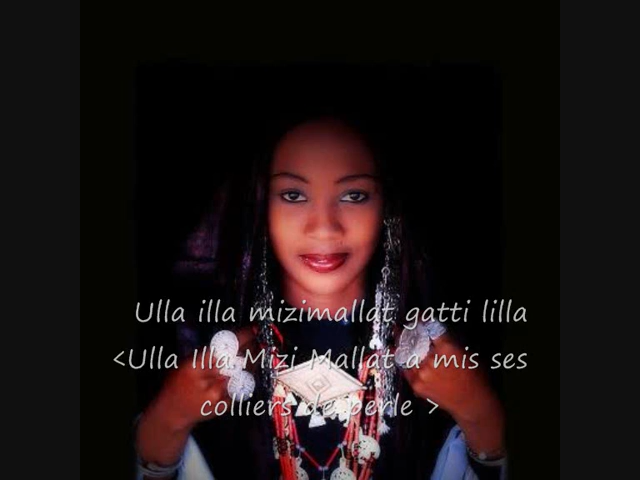 Ulla illa mizimallat gatti lilla
<Ulla Illa Mizi Mallat a mis ses
colliers de perle >